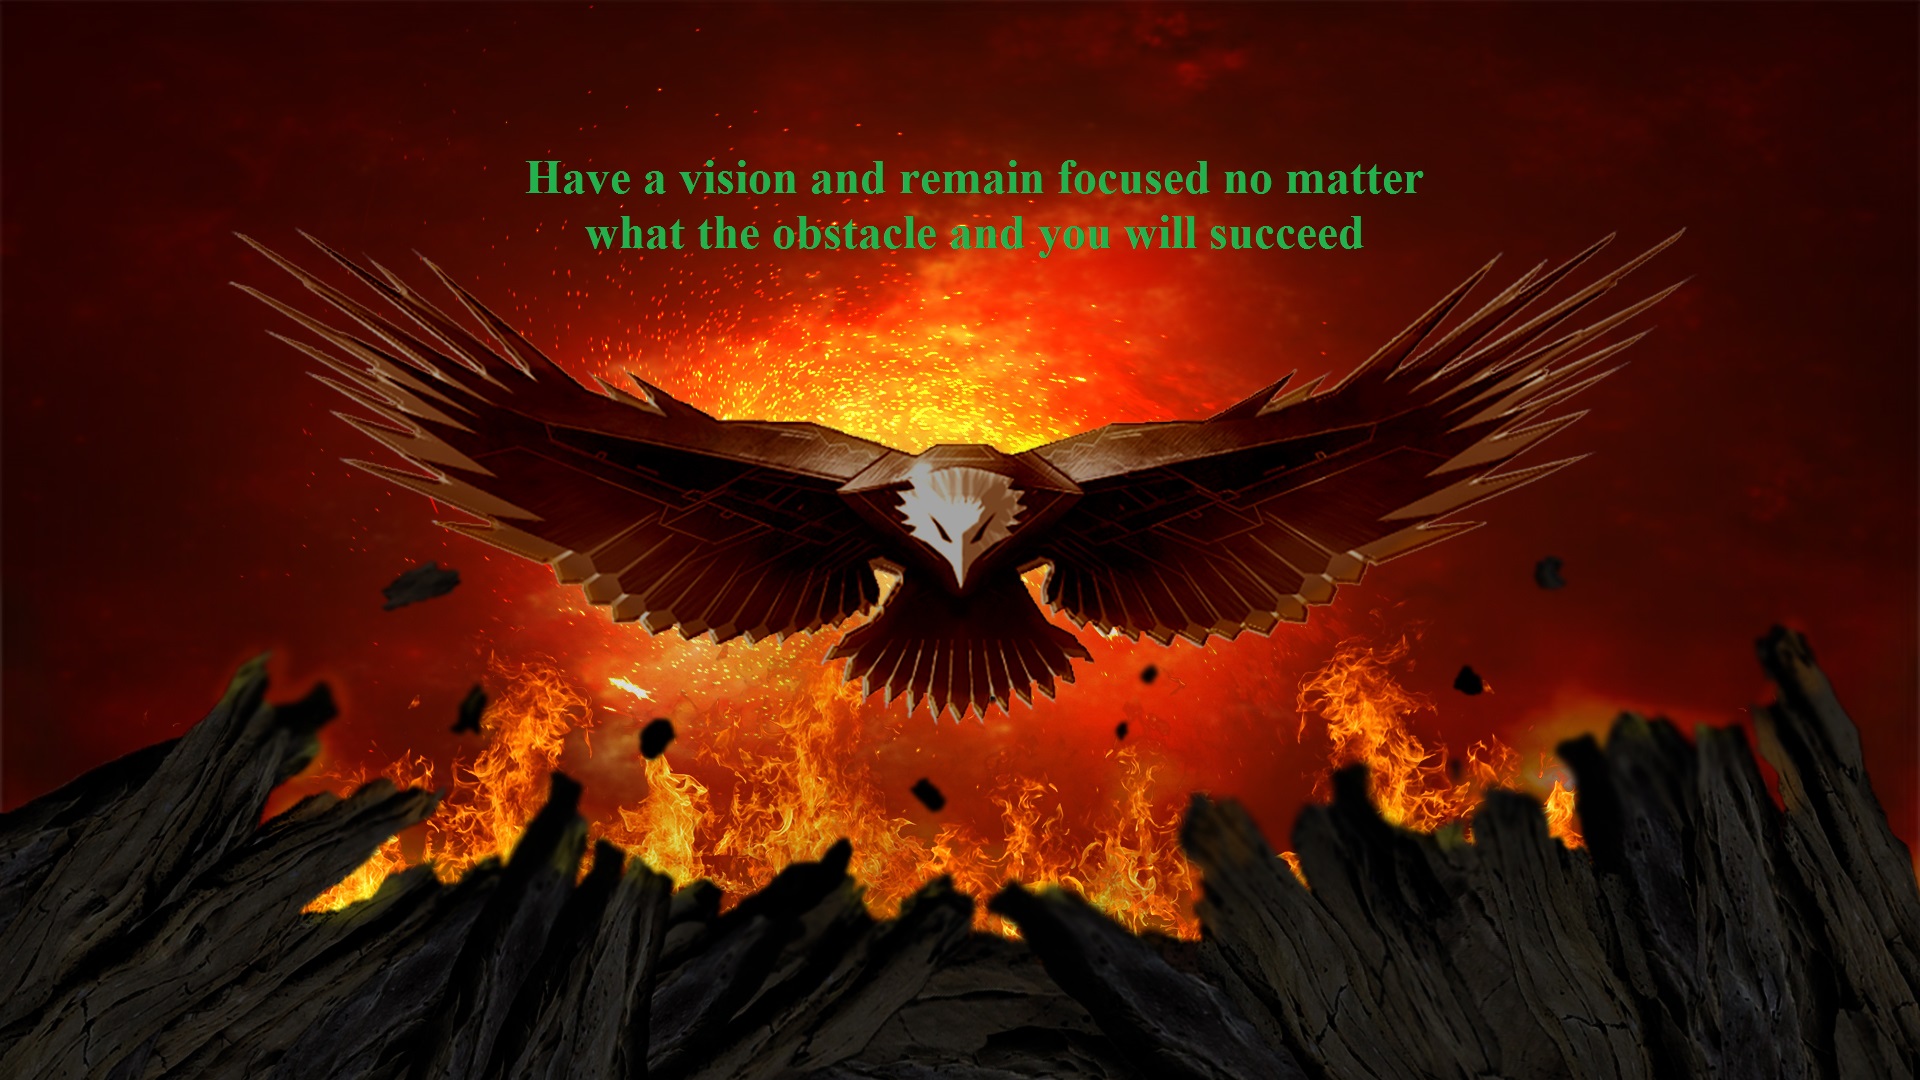 Have a vision and remain focused no matter
what the obstacle and you will succeed